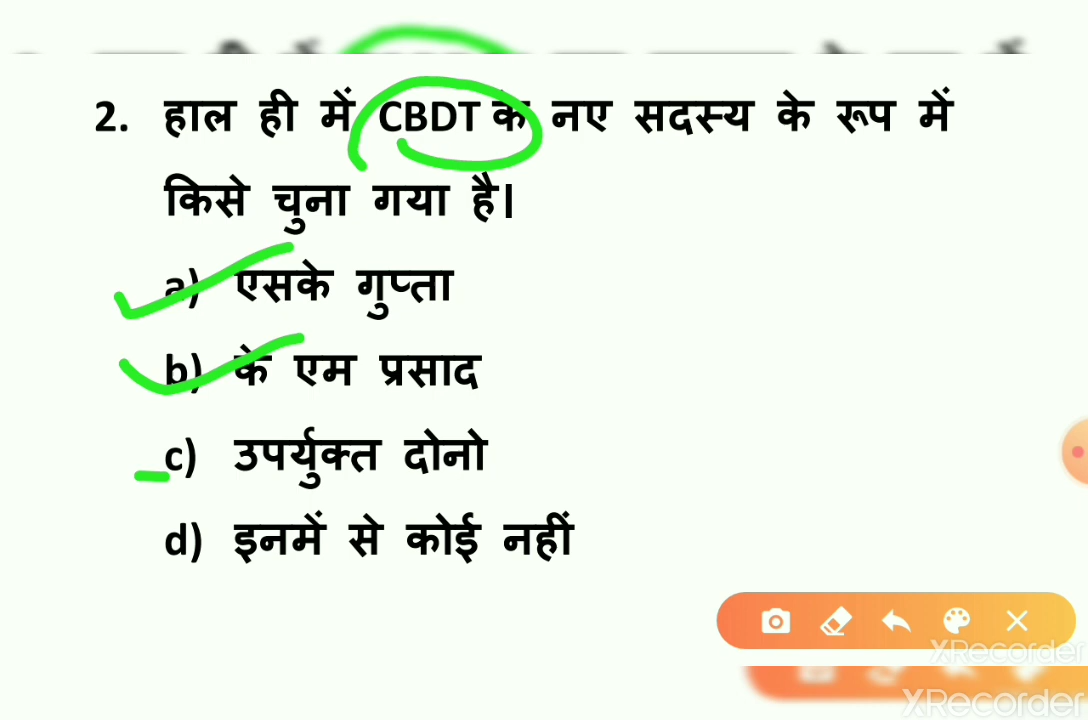 2. हाल ही में CBDT के नए सदस्य के रूप में
किसे चुना गया है।
a) एसके गुप्ता
b) के एम प्रसाद
c) उपर्युक्त दोनो
d) इनमें से कोई नहीं
XRecorder
XRecorder